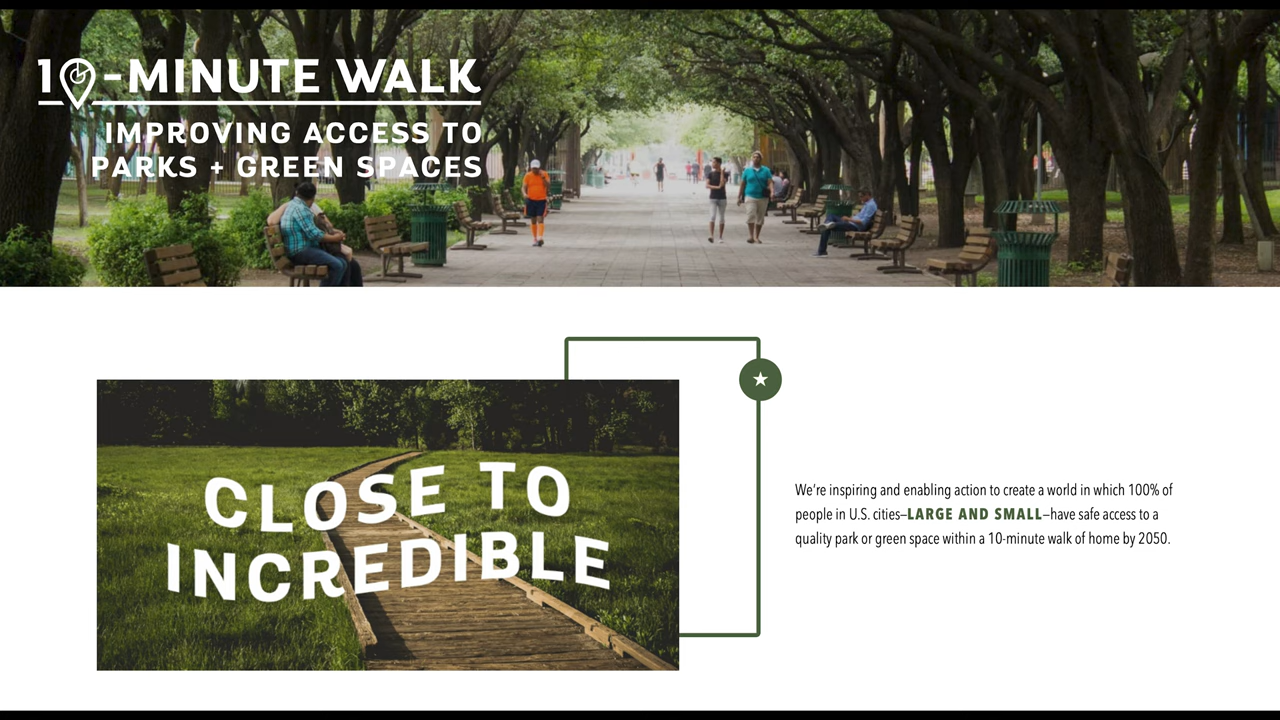 10-MINUTE WALK
IMPROVING ACCESS TO
PARKS + GREEN SPACES
CLOSE TO
INCREDIBLE
We're inspiring and enabling action to create a world in which 100% of
people in U.S. cities–LARGE AND SMALL–have safe access to a
quality park or green space within a 10-minute walk of home by 2050.